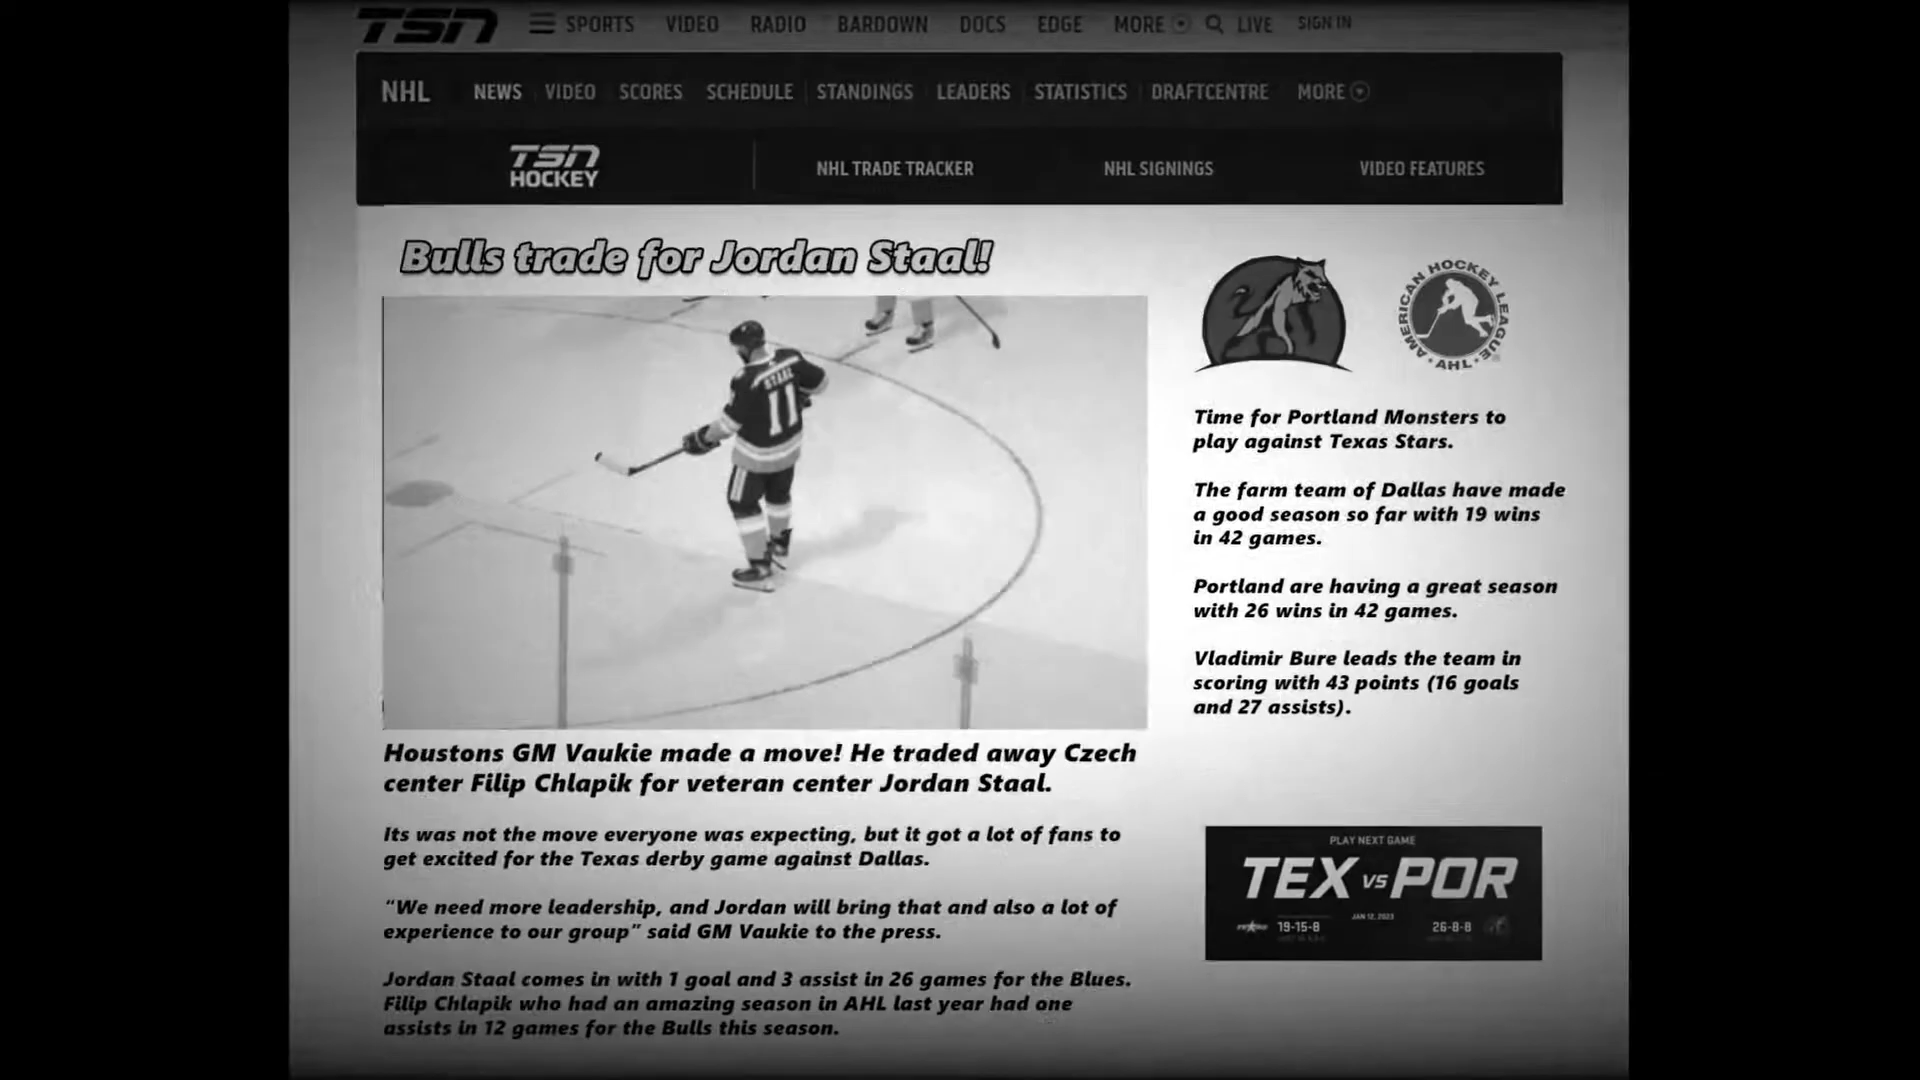 TSN SPORTS VIDEO RADIO BARDOWN DOCS EDGE MORE LIVE SIGN IN
NHL NEWS VIDEO SCORES SCHEDULE STANDINGS LEADERS STATISTICS DRAFTCENTRE MORE
TSN
HOCKEY
NHL TRADE TRACKER
NHL SIGNINGS
VIDEO FEATURES
Bulls trade for Jordan Staal!
STAAL
11
Houstons GM Vaukie made a move! He traded away Czech
center Filip Chlapik for veteran center Jordan Staal.
Its was not the move everyone was expecting, but it got a lot of fans to
get excited for the Texas derby game against Dallas.
“We need more leadership, and Jordan will bring that and also a lot of
experience to our group” said GM Vaukie to the press.
Jordan Staal comes in with 1 goal and 3 assist in 26 games for the Blues.
Filip Chlapik who had an amazing season in AHL last year had one
assists in 12 games for the Bulls this season.
AMERICAN HOCKEY LEAGUE
AHL
Time for Portland Monsters to
play against Texas Stars.
The farm team of Dallas have made
a good season so far with 19 wins
in 42 games.
Portland are having a great season
with 26 wins in 42 games.
Vladimir Bure leads the team in
scoring with 43 points (16 goals
and 27 assists).
PLAY NEXT GAME
TEX vs POR
JAN 12, 2023
19-15-8
26-8-8